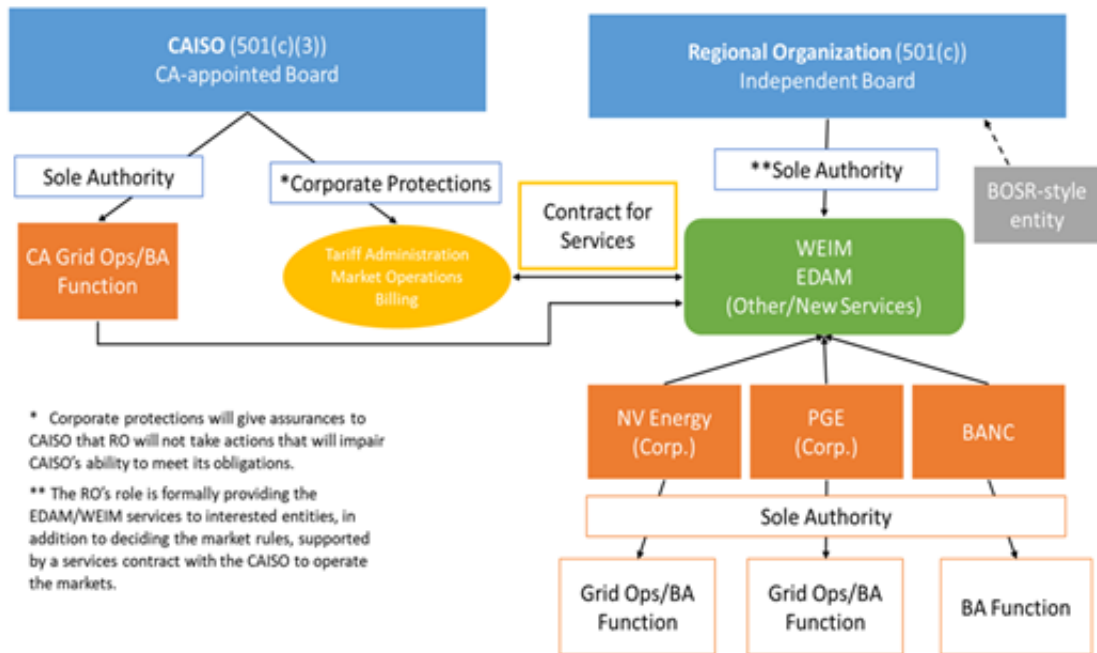 CAISO (501(c)(3))
CA-appointed Board
Regional Organization (501(c))
Independent Board
Sole Authority
*Corporate Protections
**Sole Authority
BOSR-style
entity
Contract for
Services
CA Grid Ops/BA
Function
Tariff Administration
Market Operations
Billing
WEIM
EDAM
(Other/New Services)
NV Energy
(Corp.)
PGE
(Corp.)
BANC
* Corporate protections will give assurances to
CAISO that RO will not take actions that will impair
CAISO's ability to meet its obligations.
** The RO's role is formally providing the
EDAM/WEIM services to interested entities, in
addition to deciding the market rules, supported
by a services contract with the CAISO to operate
the markets.
Sole Authority
Grid Ops/BA
Function
Grid Ops/BA
Function
BA Function